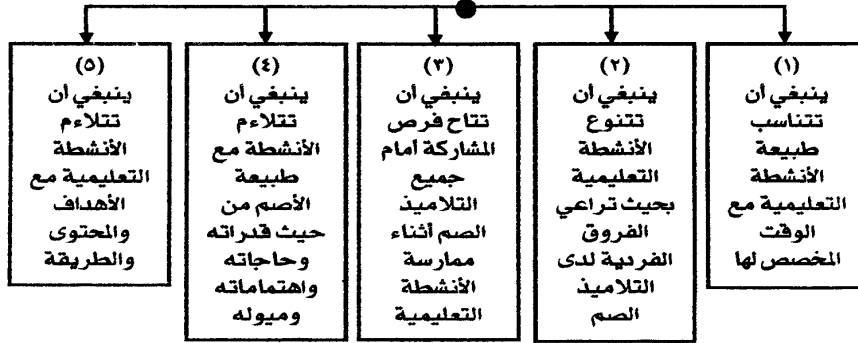 (١)
ينبغي أن
تتناسب
طبيعة
الأنشطة
التعليمية مع
الوقت
المخصص لها
(٢)
ينبغي أن
تتنوع
الأنشطة
التعليمية
بحيث تراعي
الفروق
الفردية لدى
التلاميذ
الصم
(٣)
ينبغي أن
تتاح فرص
المشاركة أمام
جميع
التلاميذ
الصم أثناء
ممارسة
الأنشطة
التعليمية
(٤)
ينبغي أن
تتلاءم
الأنشطة مع
طبيعة
الأصم من
حيث قدراته
وحاجاته
واهتماماته
وميوله
(٥)
ينبغي أن
تتلاءم
الأنشطة
التعليمية مع
الأهداف
والمحتوى
والطريقة